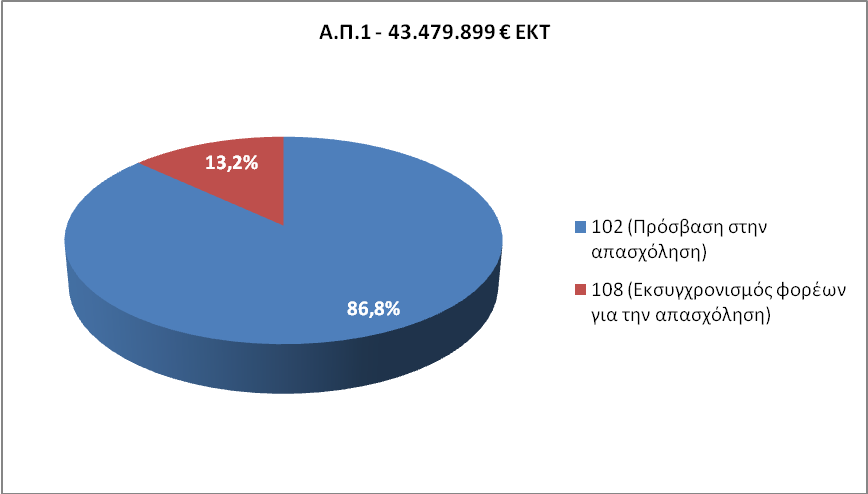 Α.Π.1 - 43.479.899 € ΕΚΤ
13,2%
86,8%
102 (Πρόσβαση στην
απασχόληση)
108 (Εκσυγχρονισμός φορέων
για την απασχόληση)